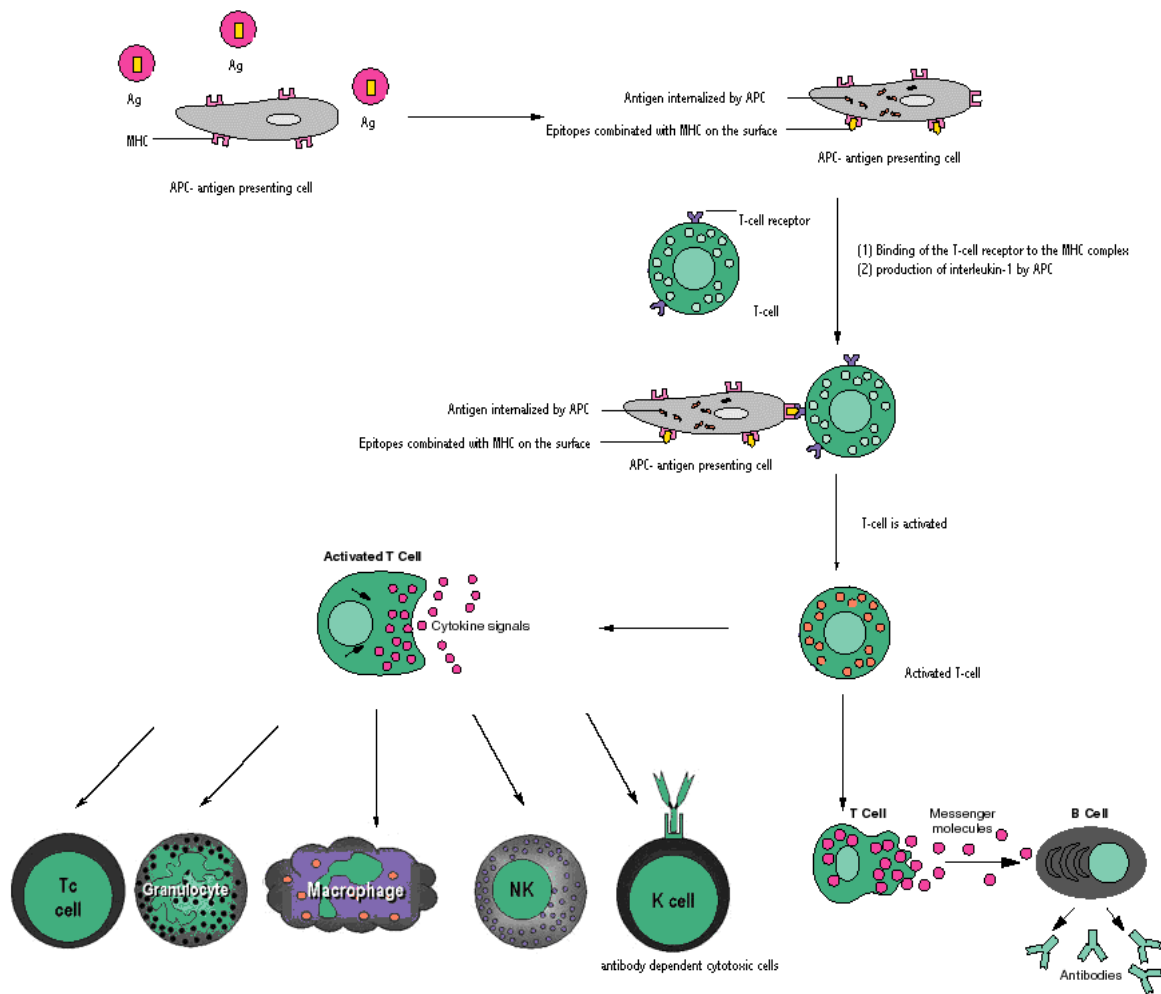 Ag
Ag
Ag
MHC
APC- antigen presenting cell
Antigen internalized by APC
Epitopes combinated with MHC on the surface
APC- antigen presenting cell
T-cell receptor
T-cell
(1) Binding of the T-cell receptor to the MHC complex
(2) production of interleukin-1 by APC
Antigen internalized by APC
Epitopes combinated with MHC on the surface
APC- antigen presenting cell
T-cell is activated
Activated T Cell
Cytokine signals
Activated T-cell
Tc
cell
Granulocyte
Macrophage
NK
K cell
antibody dependent cytotoxic cells
T Cell
Messenger
molecules
B Cell
Antibodies